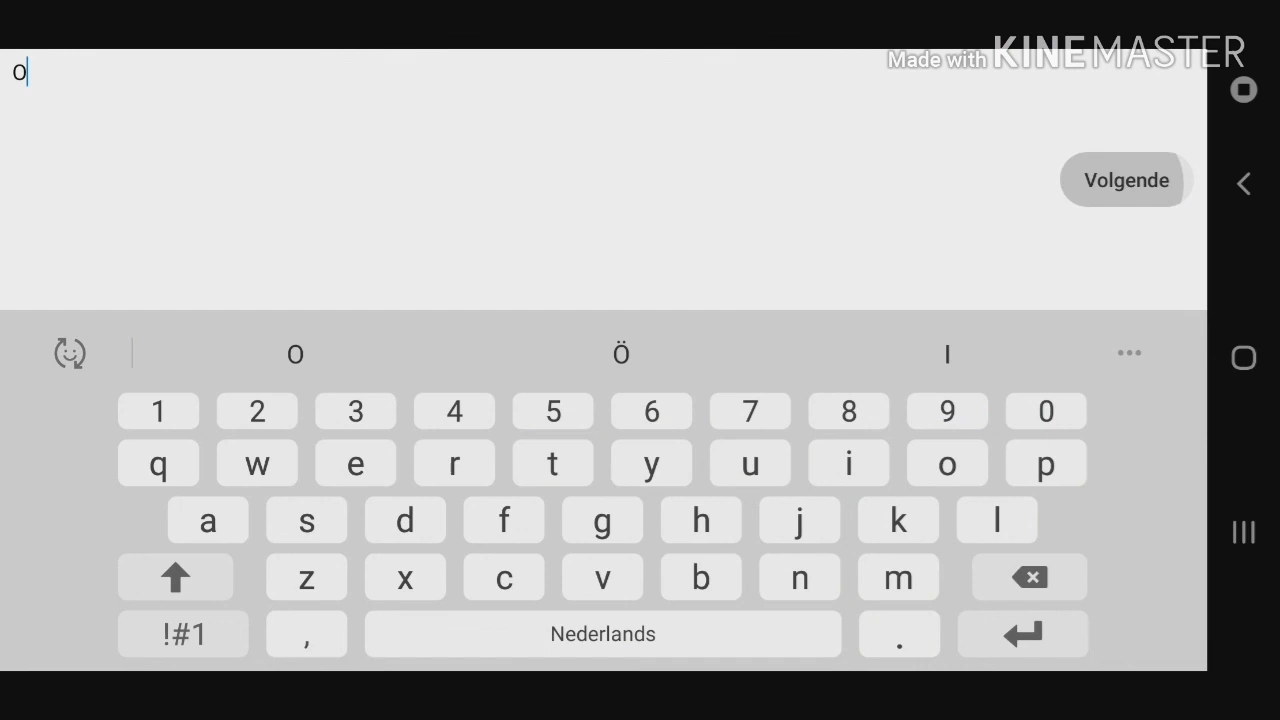 Made with KINEMASTER
O
Volgende
O Ö I
1 2 3 4 5 6 7 8 9 0
q w e r t y u i o p
a s d f g h j k l
z x c v b n m
!#1 , Nederlands .